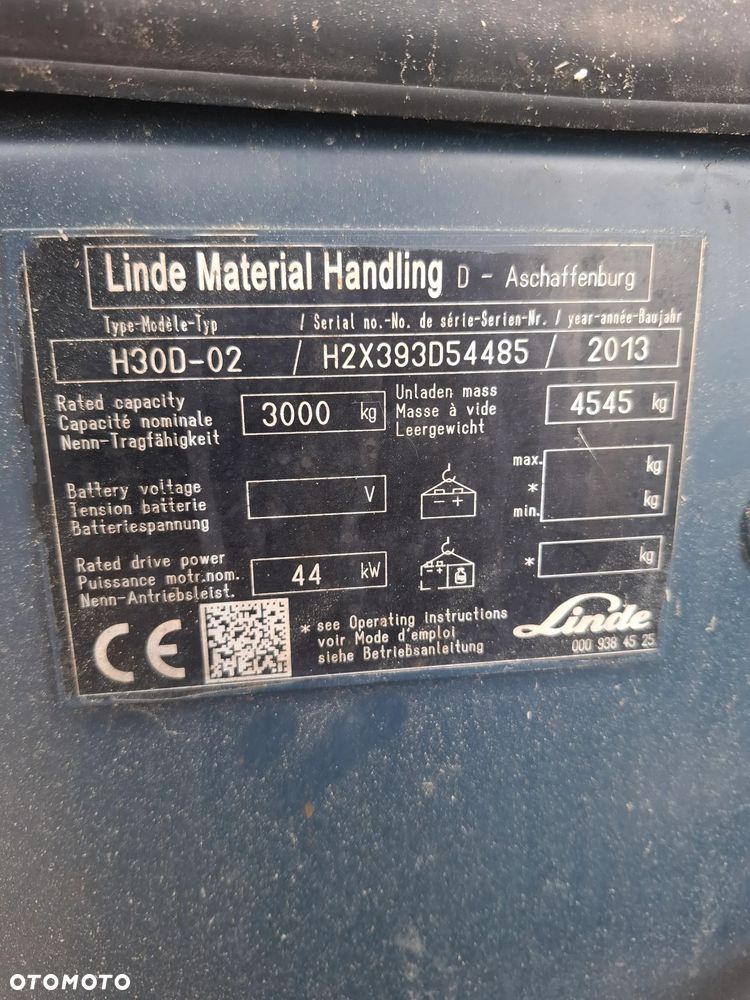 Linde Material Handling D - Aschaffenburg
Type-Modèle-Typ / Serial no.-No. de série-Serien-Nr. / year-année-Baujahr
H30D-02 / H2X393D54485 / 2013
Rated capacity
Capacité nominale
Nenn-Tragfähigkeit
3000 kg
Unladen mass
Masse à vide
Leergewicht
4545 kg
Battery voltage
Tension batterie
Batteriespannung
V
- +
max. kg
*
min. kg
Rated drive power
Puissance motr.nom.
Nenn-Antriebsleist.
44 kW
- +
* kg
CE
* see Operating Instructions
voir Mode d'emploi
siehe Betriebsanleitung
Linde
000 938 45 25
OTOMOTO